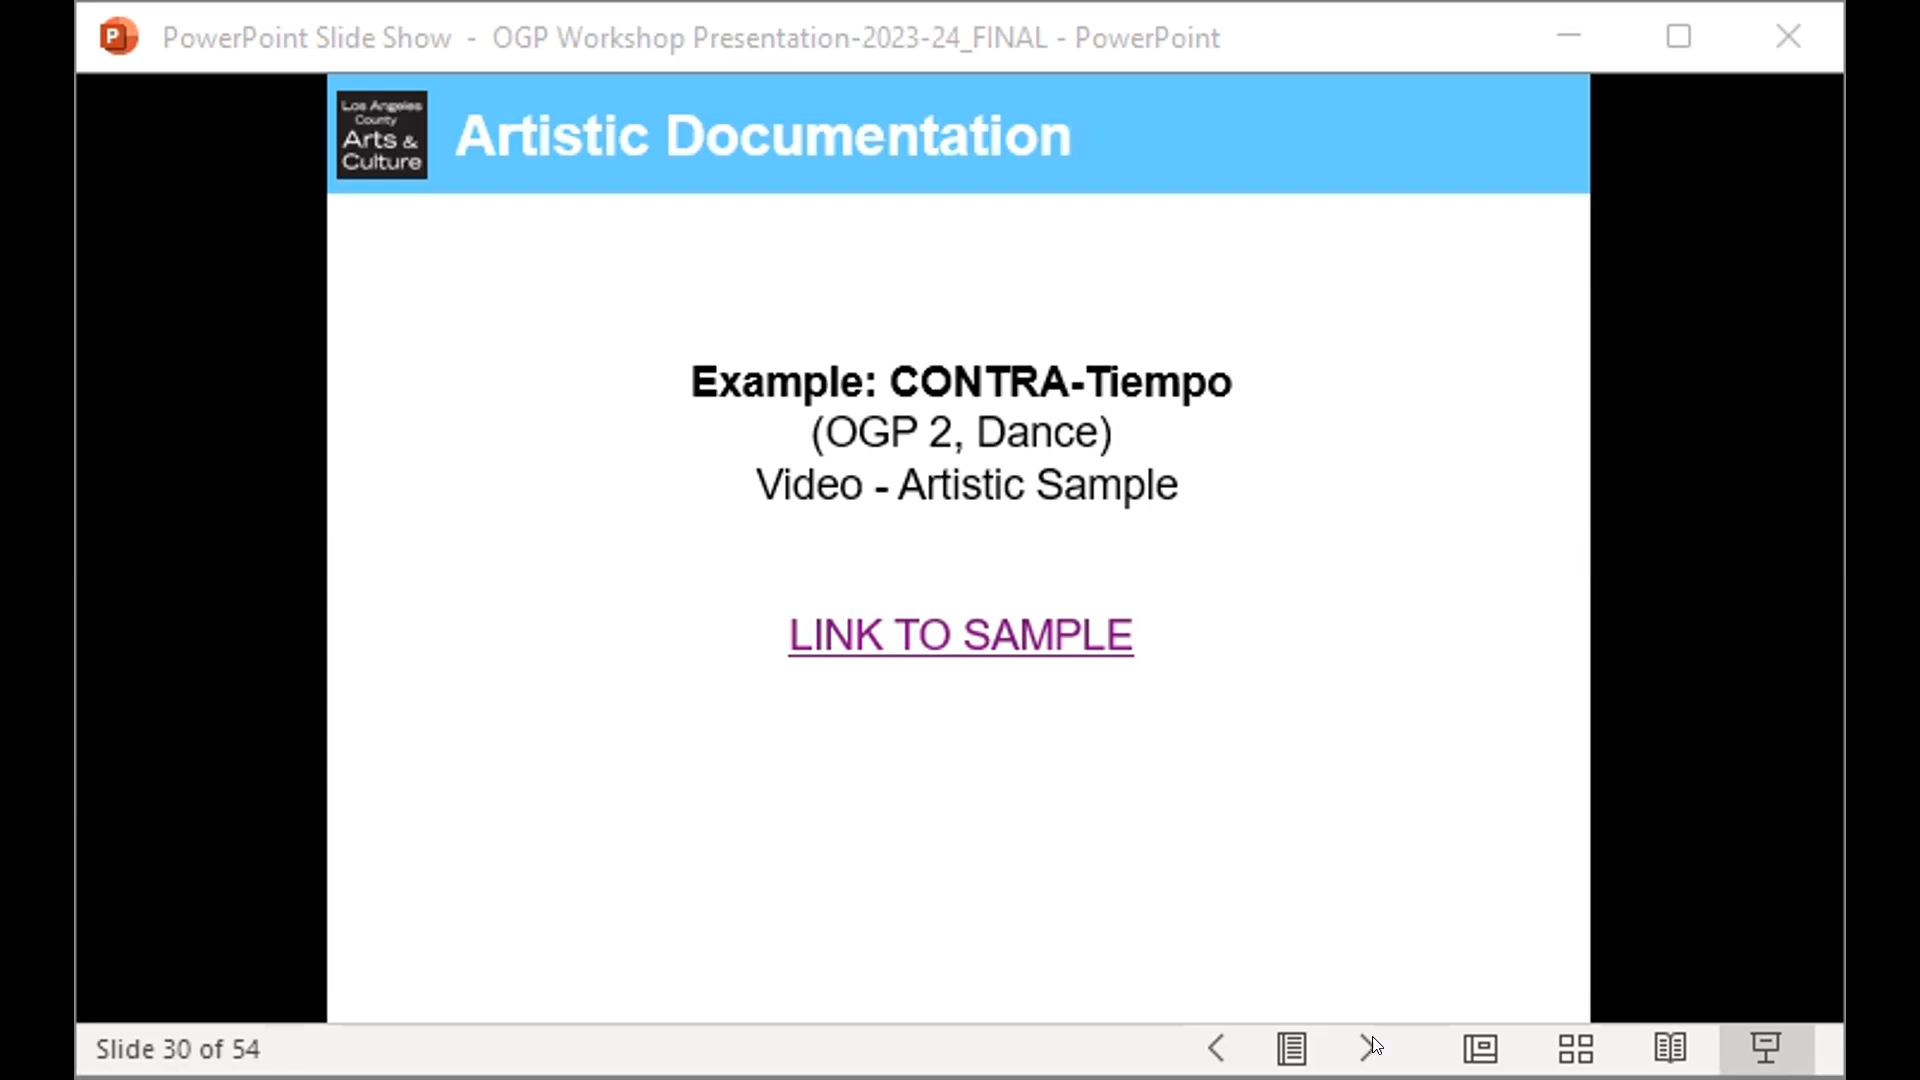 PowerPoint Slide Show - OGP Workshop Presentation-2023-24_FINAL - PowerPoint
Los Angeles
County
Arts &
Culture
Artistic Documentation
Example: CONTRA-Tiempo
(OGP 2, Dance)
Video - Artistic Sample
LINK TO SAMPLE
Slide 30 of 54